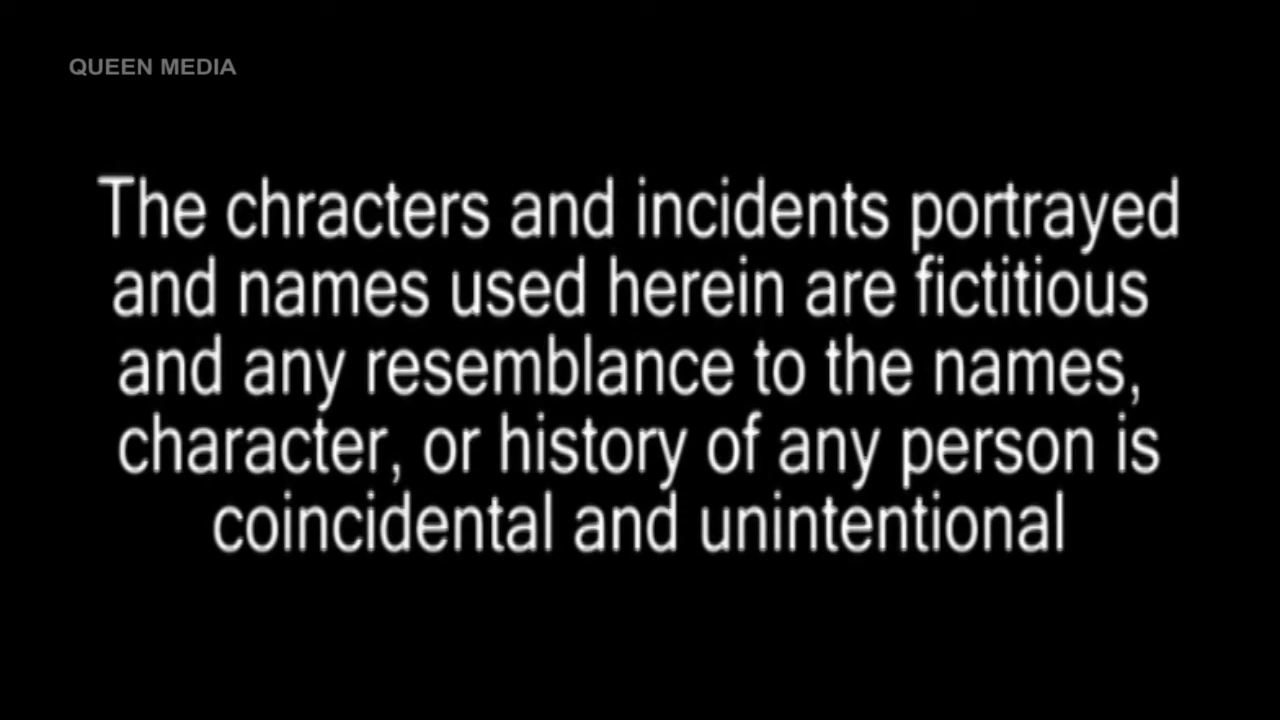 QUEEN MEDIA
The chracters and incidents portrayed
and names used herein are fictitious
and any resemblance to the names,
character, or history of any person is
coincidental and unintentional